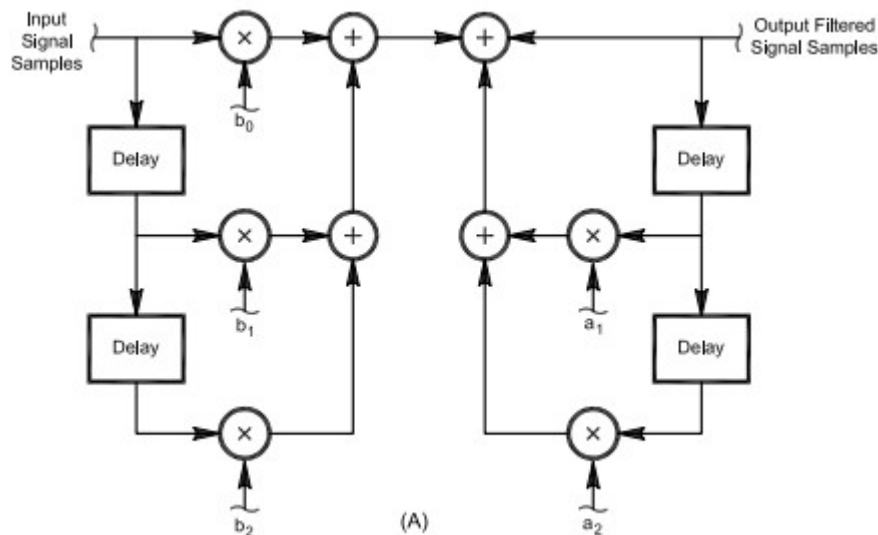 Input
Signal
Samples
Output Filtered
Signal Samples
× + +
b0
Delay
Delay
× + + ×
b1
a1
Delay
Delay
× ×
b2
(A)
a2